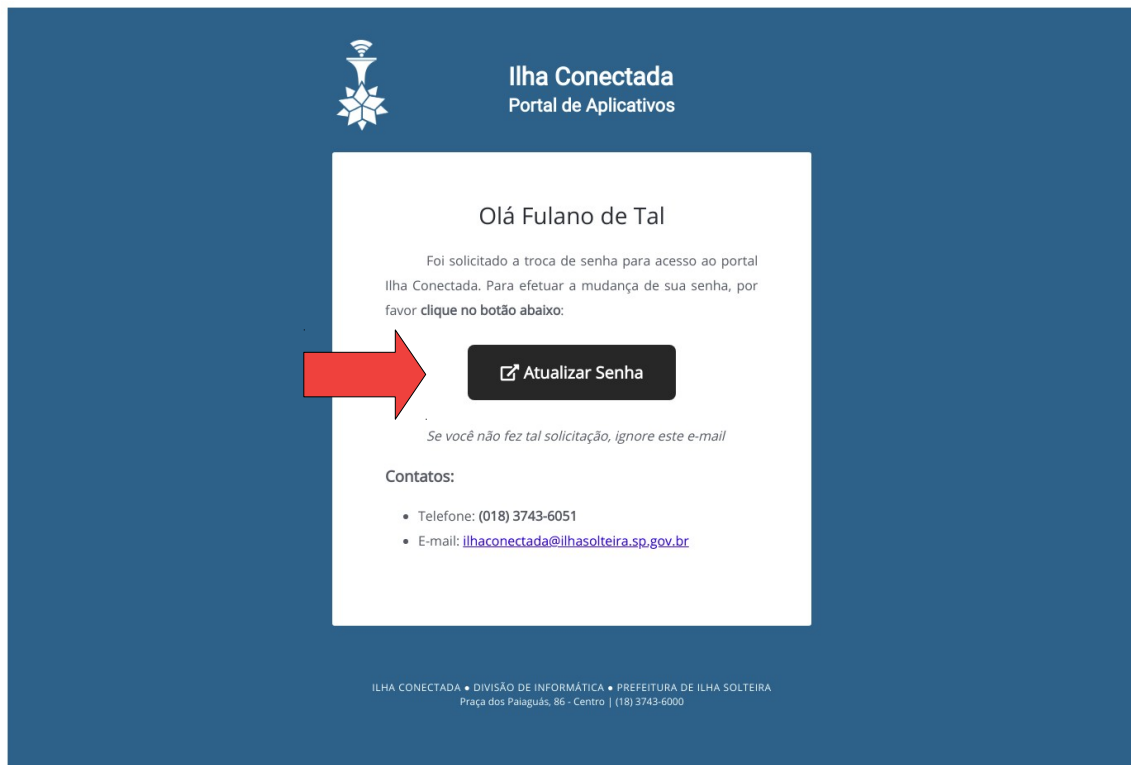 Ilha Conectada
Portal de Aplicativos
Olá Fulano de Tal
Foi solicitado a troca de senha para acesso ao portal
Ilha Conectada. Para efetuar a mudança de sua senha, por
favor clique no botão abaixo:
Atualizar Senha
Se você não fez tal solicitação, ignore este e-mail
Contatos:
• Telefone: (018) 3743-6051
• E-mail: ilhaconectada@ilhasolteira.sp.gov.br
ILHA CONECTADA ● DIVISÃO DE INFORMÁTICA ● PREFEITURA DE ILHA SOLTEIRA
Praça dos Paiaguás, 86 - Centro | (18) 3743-6000